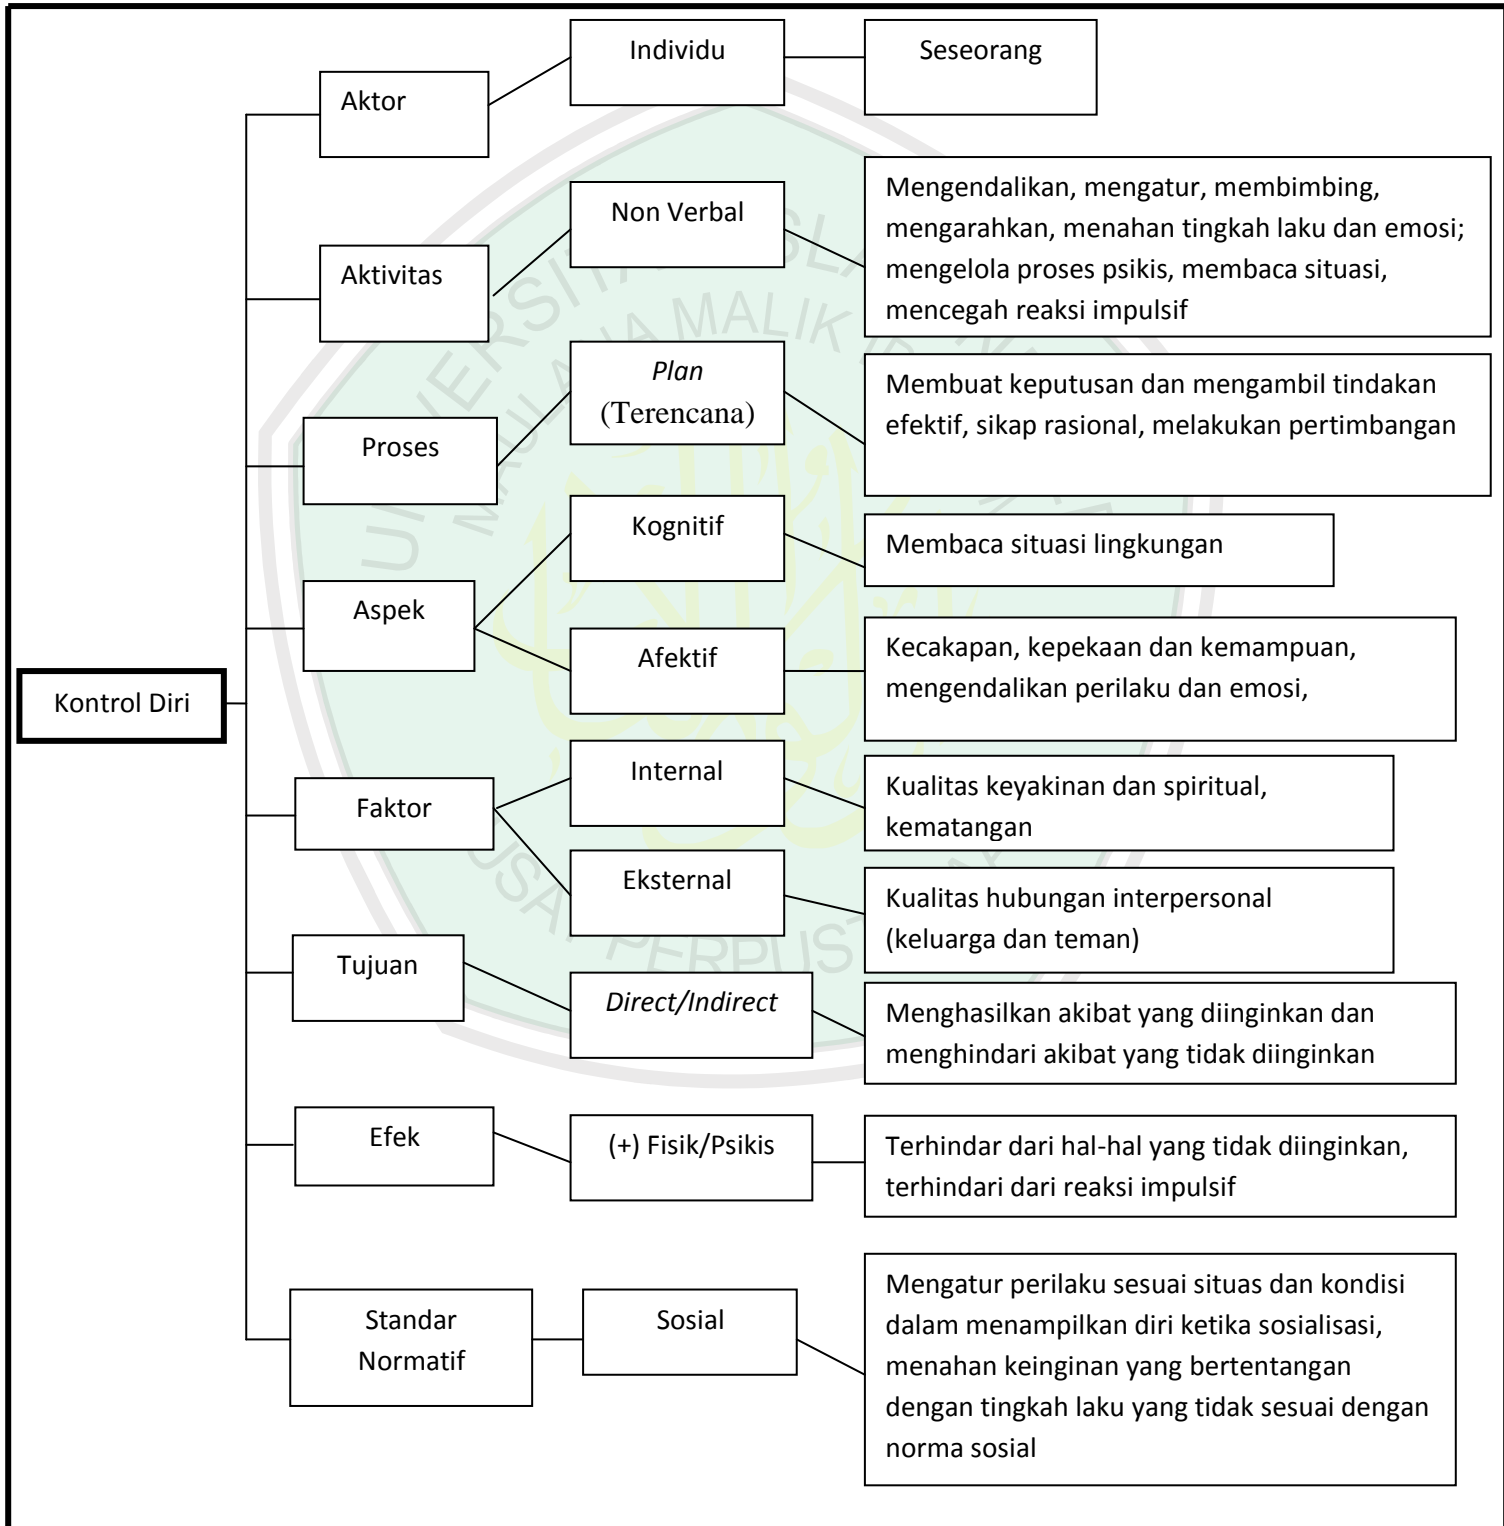 Individu
Seseorang
Aktor
Non Verbal
Mengendalikan, mengatur, membimbing,
mengarahkan, menahan tingkah laku dan emosi;
mengelola proses psikis, membaca situasi,
mencegah reaksi impulsif
Aktivitas
Plan
(Terencana)
Membuat keputusan dan mengambil tindakan
efektif, sikap rasional, melakukan pertimbangan
Proses
Kognitif
Membaca situasi lingkungan
Aspek
Afektif
Kecakapan, kepekaan dan kemampuan,
mengendalikan perilaku dan emosi,
Kontrol Diri
Internal
Kualitas keyakinan dan spiritual,
kematangan
Faktor
Eksternal
Kualitas hubungan interpersonal
(keluarga dan teman)
Tujuan
Direct/Indirect
Menghasilkan akibat yang diinginkan dan
menghindari akibat yang tidak diinginkan
Efek
(+) Fisik/Psikis
Terhindar dari hal-hal yang tidak diinginkan,
terhindari dari reaksi impulsif
Standar
Normatif
Sosial
Mengatur perilaku sesuai situas dan kondisi
dalam menampilkan diri ketika sosialisasi,
menahan keinginan yang bertentangan
dengan tingkah laku yang tidak sesuai dengan
norma sosial